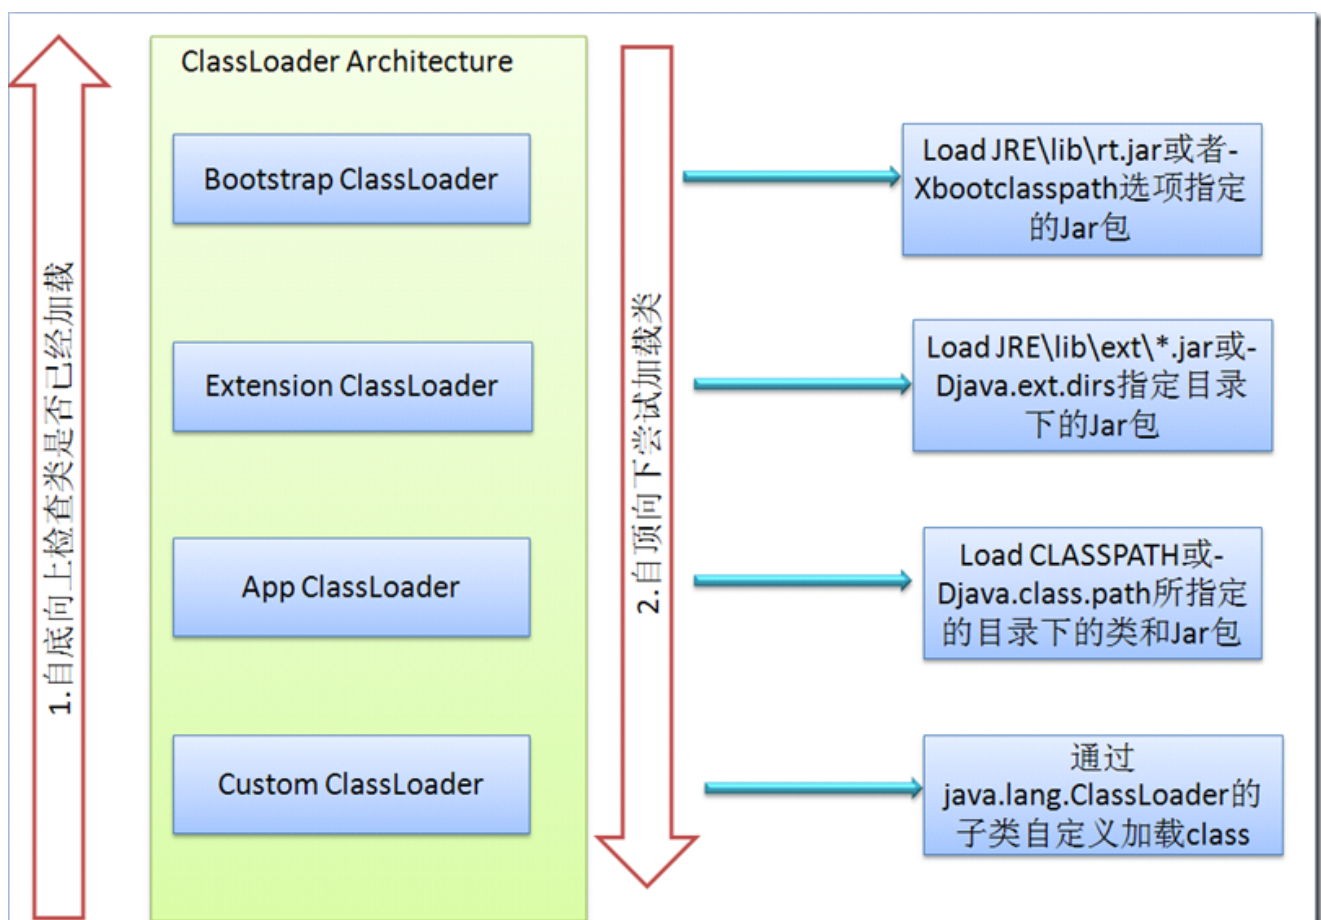 ClassLoader Architecture
1.自底向上检查类是否已经加载
Bootstrap ClassLoader
Extension ClassLoader
App ClassLoader
Custom ClassLoader
2.自顶向下尝试加载类
Load JRE\lib\rt.jar或者-
Xbootclasspath选项指定
的Jar包
Load JRE\lib\ext\*.jar或-
Djava.ext.dirs指定目录
下的Jar包
Load CLASSPATH或-
Djava.class.path所指定
的目录下的类和Jar包
通过
java.lang.ClassLoader的
子类自定义加载class